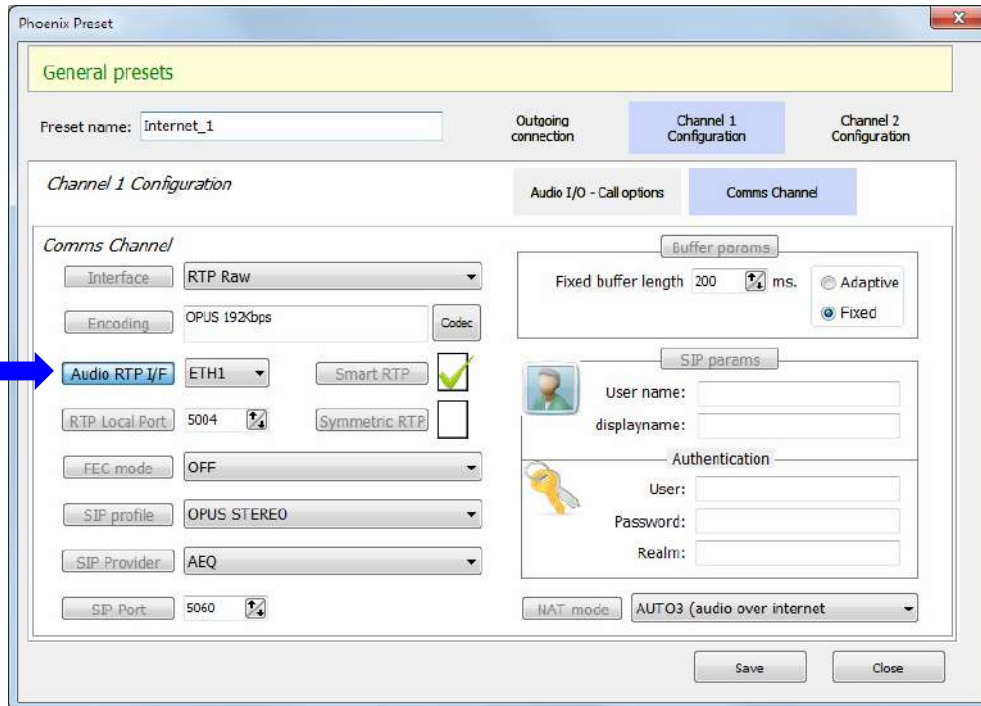 Phoenix Preset
General presets
Preset name: Internet_1
Outgoing connection
Channel 1 Configuration
Channel 2 Configuration
Channel 1 Configuration
Audio I/O - Call options
Comms Channel
Comms Channel
Interface RTP Raw
Encoding OPUS 192Kbps Codec
Audio RTP I/F ETH1 Smart RTP
RTP Local Port 5004 Symmetric RTP
FEC mode OFF
SIP profile OPUS STEREO
SIP Provider AEQ
SIP Port 5060
Buffer params
Fixed buffer length 200 ms.
Adaptive
Fixed
SIP params
User name:
displayname:
Authentication
User:
Password:
Realm:
NAT mode AUTO3 (audio over internet
Save Close